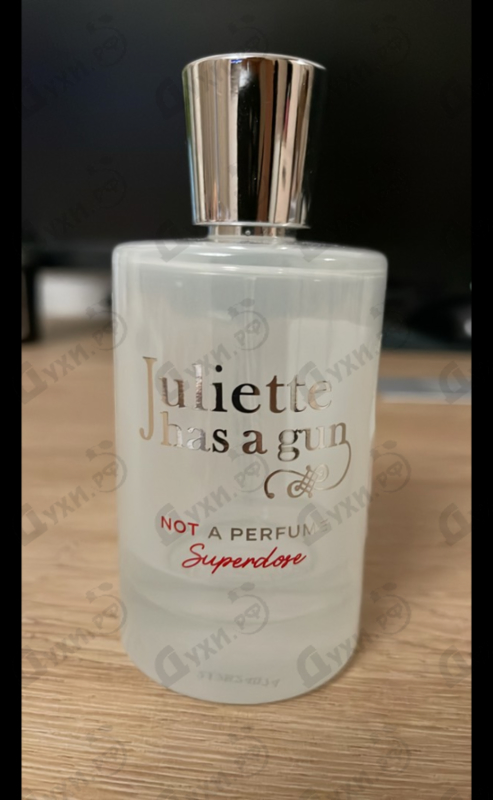 Juliette
has a gun
NOT A PERFUME
Superdose
Духи.РФ